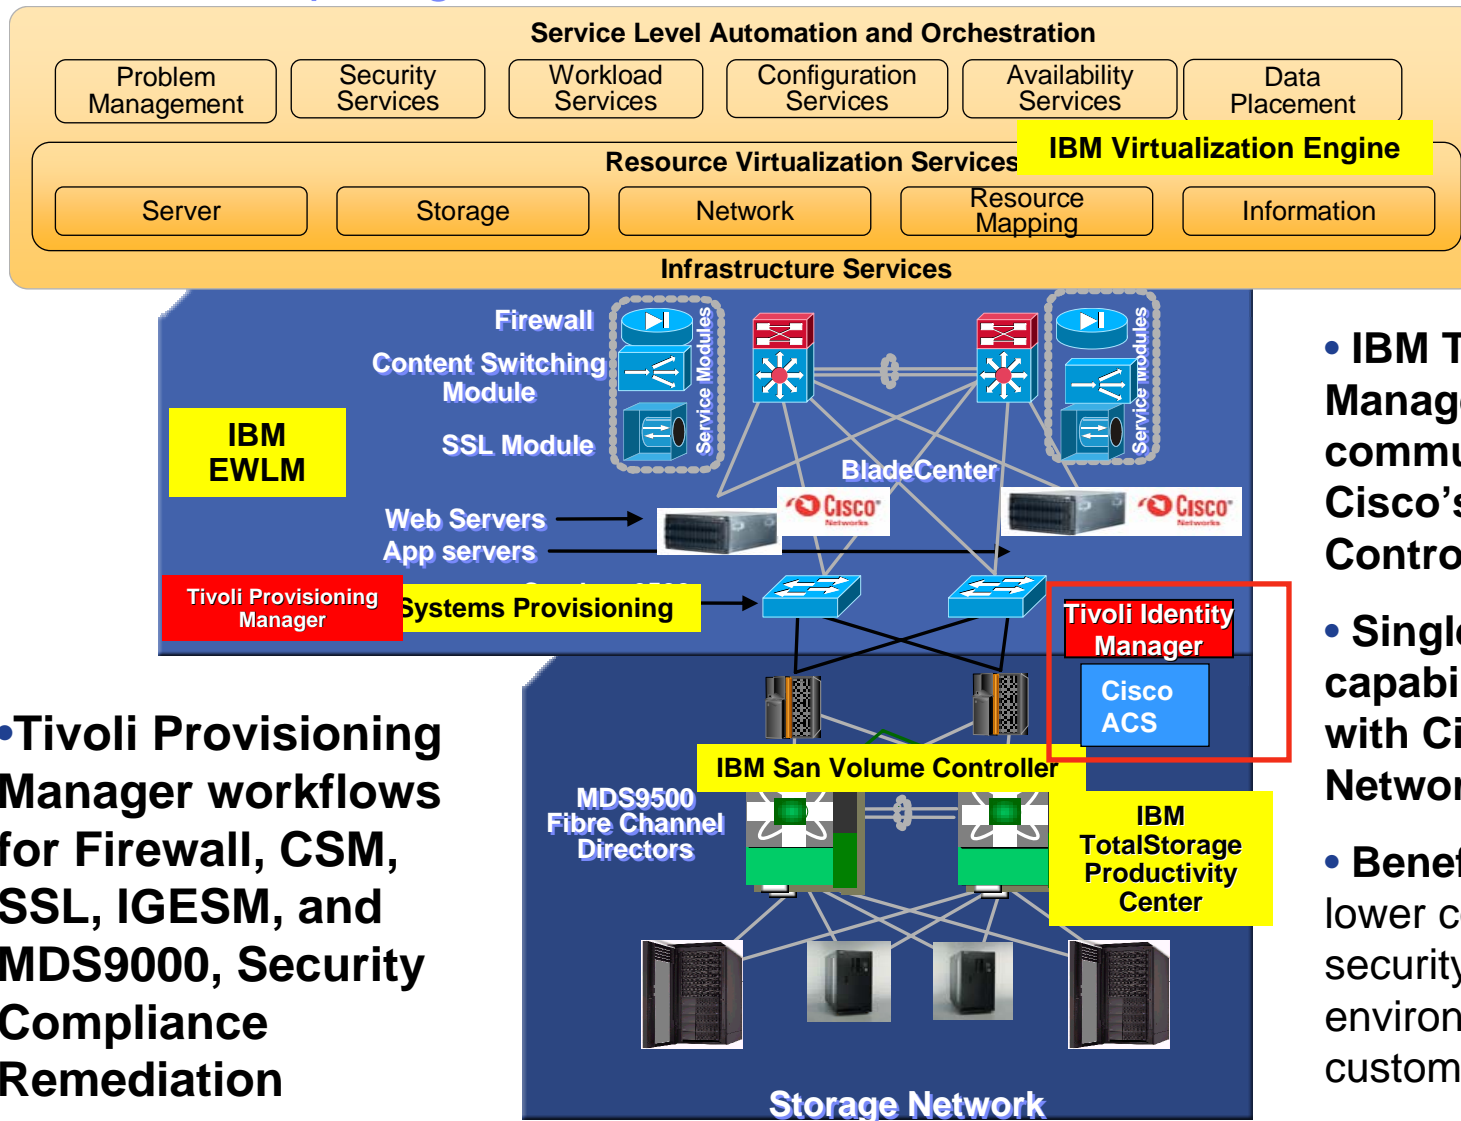 Service Level Automation and Orchestration
Problem
Management
Security
Services
Workload
Services
Configuration
Services
Availability
Services
Data
Placement
IBM Virtualization Engine
Resource Virtualization Services
Server
Storage
Network
Resource
Mapping
Information
Infrastructure Services
Firewall
Content Switching
Module
SSL Module
Service Modules
Service Modules
IBM
EWLM
BladeCenter
Web Servers
App servers
CISCO
Networks
CISCO
Networks
Tivoli Provisioning
Manager
Systems Provisioning
Tivoli Identity
Manager
Cisco
ACS
IBM San Volume Controller
MDS9500
Fibre Channel
Directors
IBM
TotalStorage
Productivity
Center
Storage Network
•Tivoli Provisioning
Manager workflows
for Firewall, CSM,
SSL, IGESM, and
MDS9000, Security
Compliance
Remediation
• IBM T
Manag
commu
Cisco's
Contro
• Single
capabi
with Ci
Networ
• Benef
lower c
security
environ
custom